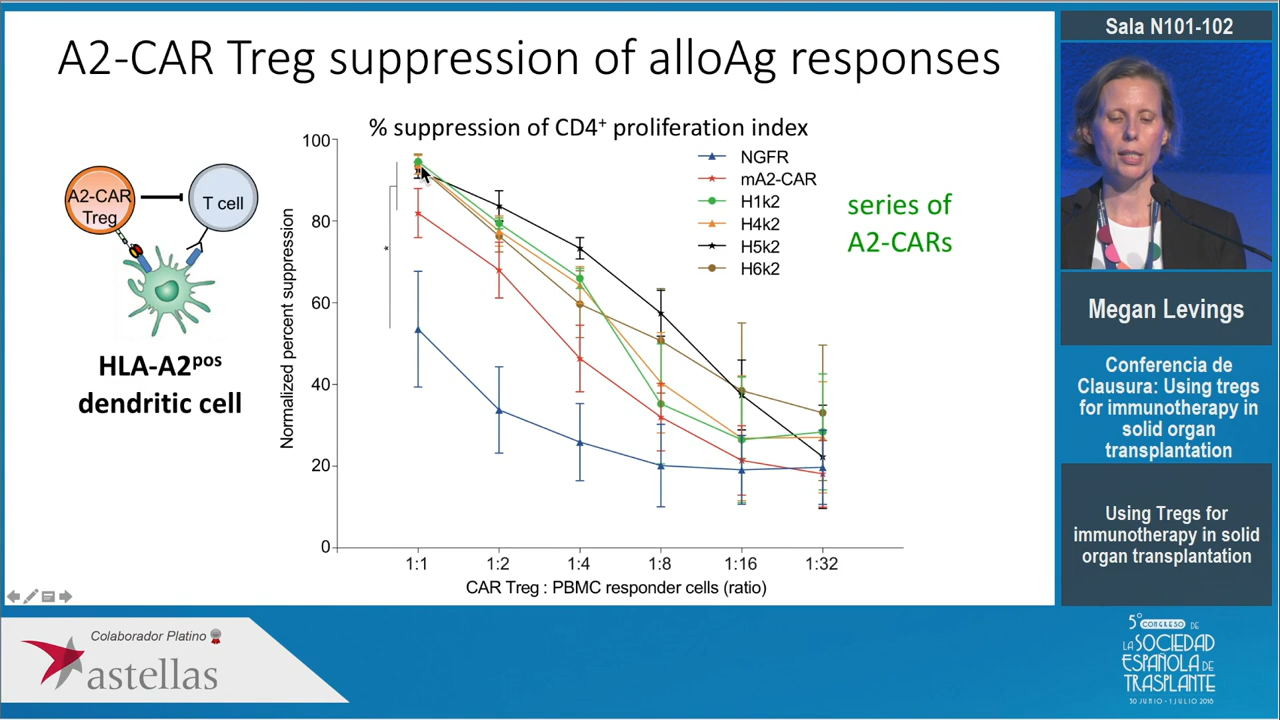 A2-CAR Treg suppression of alloAg responses
Sala N101-102
% suppression of CD4⁺ proliferation index
A2-CAR
Treg
T cell
HLA-A2ᵖᵒˢ
dendritic cell
Normalized percent suppression
100
80
60
40
20
0
*
NGFR
mA2-CAR
H1k2
H4k2
H5k2
H6k2
series of
A2-CARs
1:1
1:2
1:4
1:8
1:16
1:32
CAR Treg : PBMC responder cells (ratio)
Megan Levings
Conferencia de
Clausura: Using tregs
for immunotherapy in
solid organ
transplantation
Using Tregs for
immunotherapy in solid
organ transplantation
Colaborador Platino
astellas
5º CONGRESO DE
LA SOCIEDAD
ESPAÑOLA DE
TRASPLANTE
30 JUNIO - 1 JULIO 2018